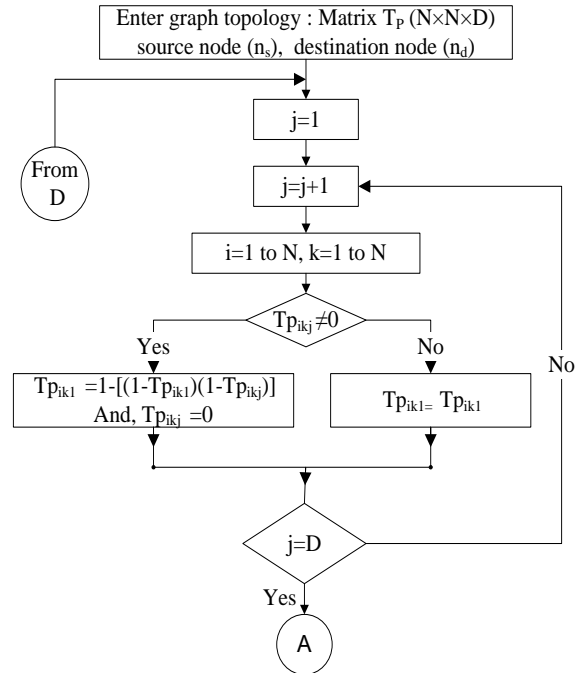 Enter graph topology : Matrix T_P (N×N×D)
source node (n_s), destination node (n_d)
j=1
From
D
j=j+1
i=1 to N, k=1 to N
Tp_ikj ≠0
Yes
No
No
Tp_ik1 =1-[(1-Tp_ik1)(1-Tp_ikj)]
And, Tp_ikj =0
Tp_ik1= Tp_ik1
j=D
Yes
A